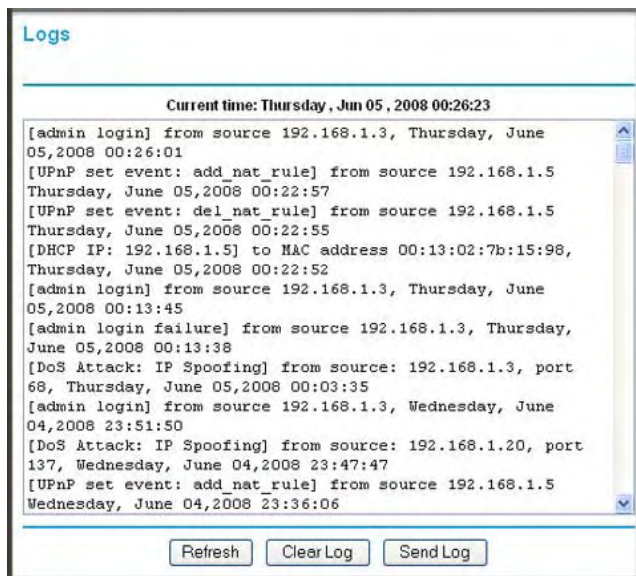 Logs
Current time: Thursday , Jun 05 , 2008 00:26:23
[admin login] from source 192.168.1.3, Thursday, June
05,2008 00:26:01
[UPnP set event: add_nat_rule] from source 192.168.1.5
Thursday, June 05,2008 00:22:57
[UPnP set event: del_nat_rule] from source 192.168.1.5
Thursday, June 05,2008 00:22:55
[DHCP IP: 192.168.1.5] to MAC address 00:13:02:7b:15:98,
Thursday, June 05,2008 00:22:52
[admin login] from source 192.168.1.3, Thursday, June
05,2008 00:13:45
[admin login failure] from source 192.168.1.3, Thursday,
June 05,2008 00:13:38
[DoS Attack: IP Spoofing] from source: 192.168.1.3, port
68, Thursday, June 05,2008 00:03:35
[admin login] from source 192.168.1.3, Wednesday, June
04,2008 23:51:50
[DoS Attack: IP Spoofing] from source: 192.168.1.20, port
137, Wednesday, June 04,2008 23:47:47
[UPnP set event: add_nat_rule] from source 192.168.1.5
Wednesday, June 04,2008 23:36:06
Refresh
Clear Log
Send Log